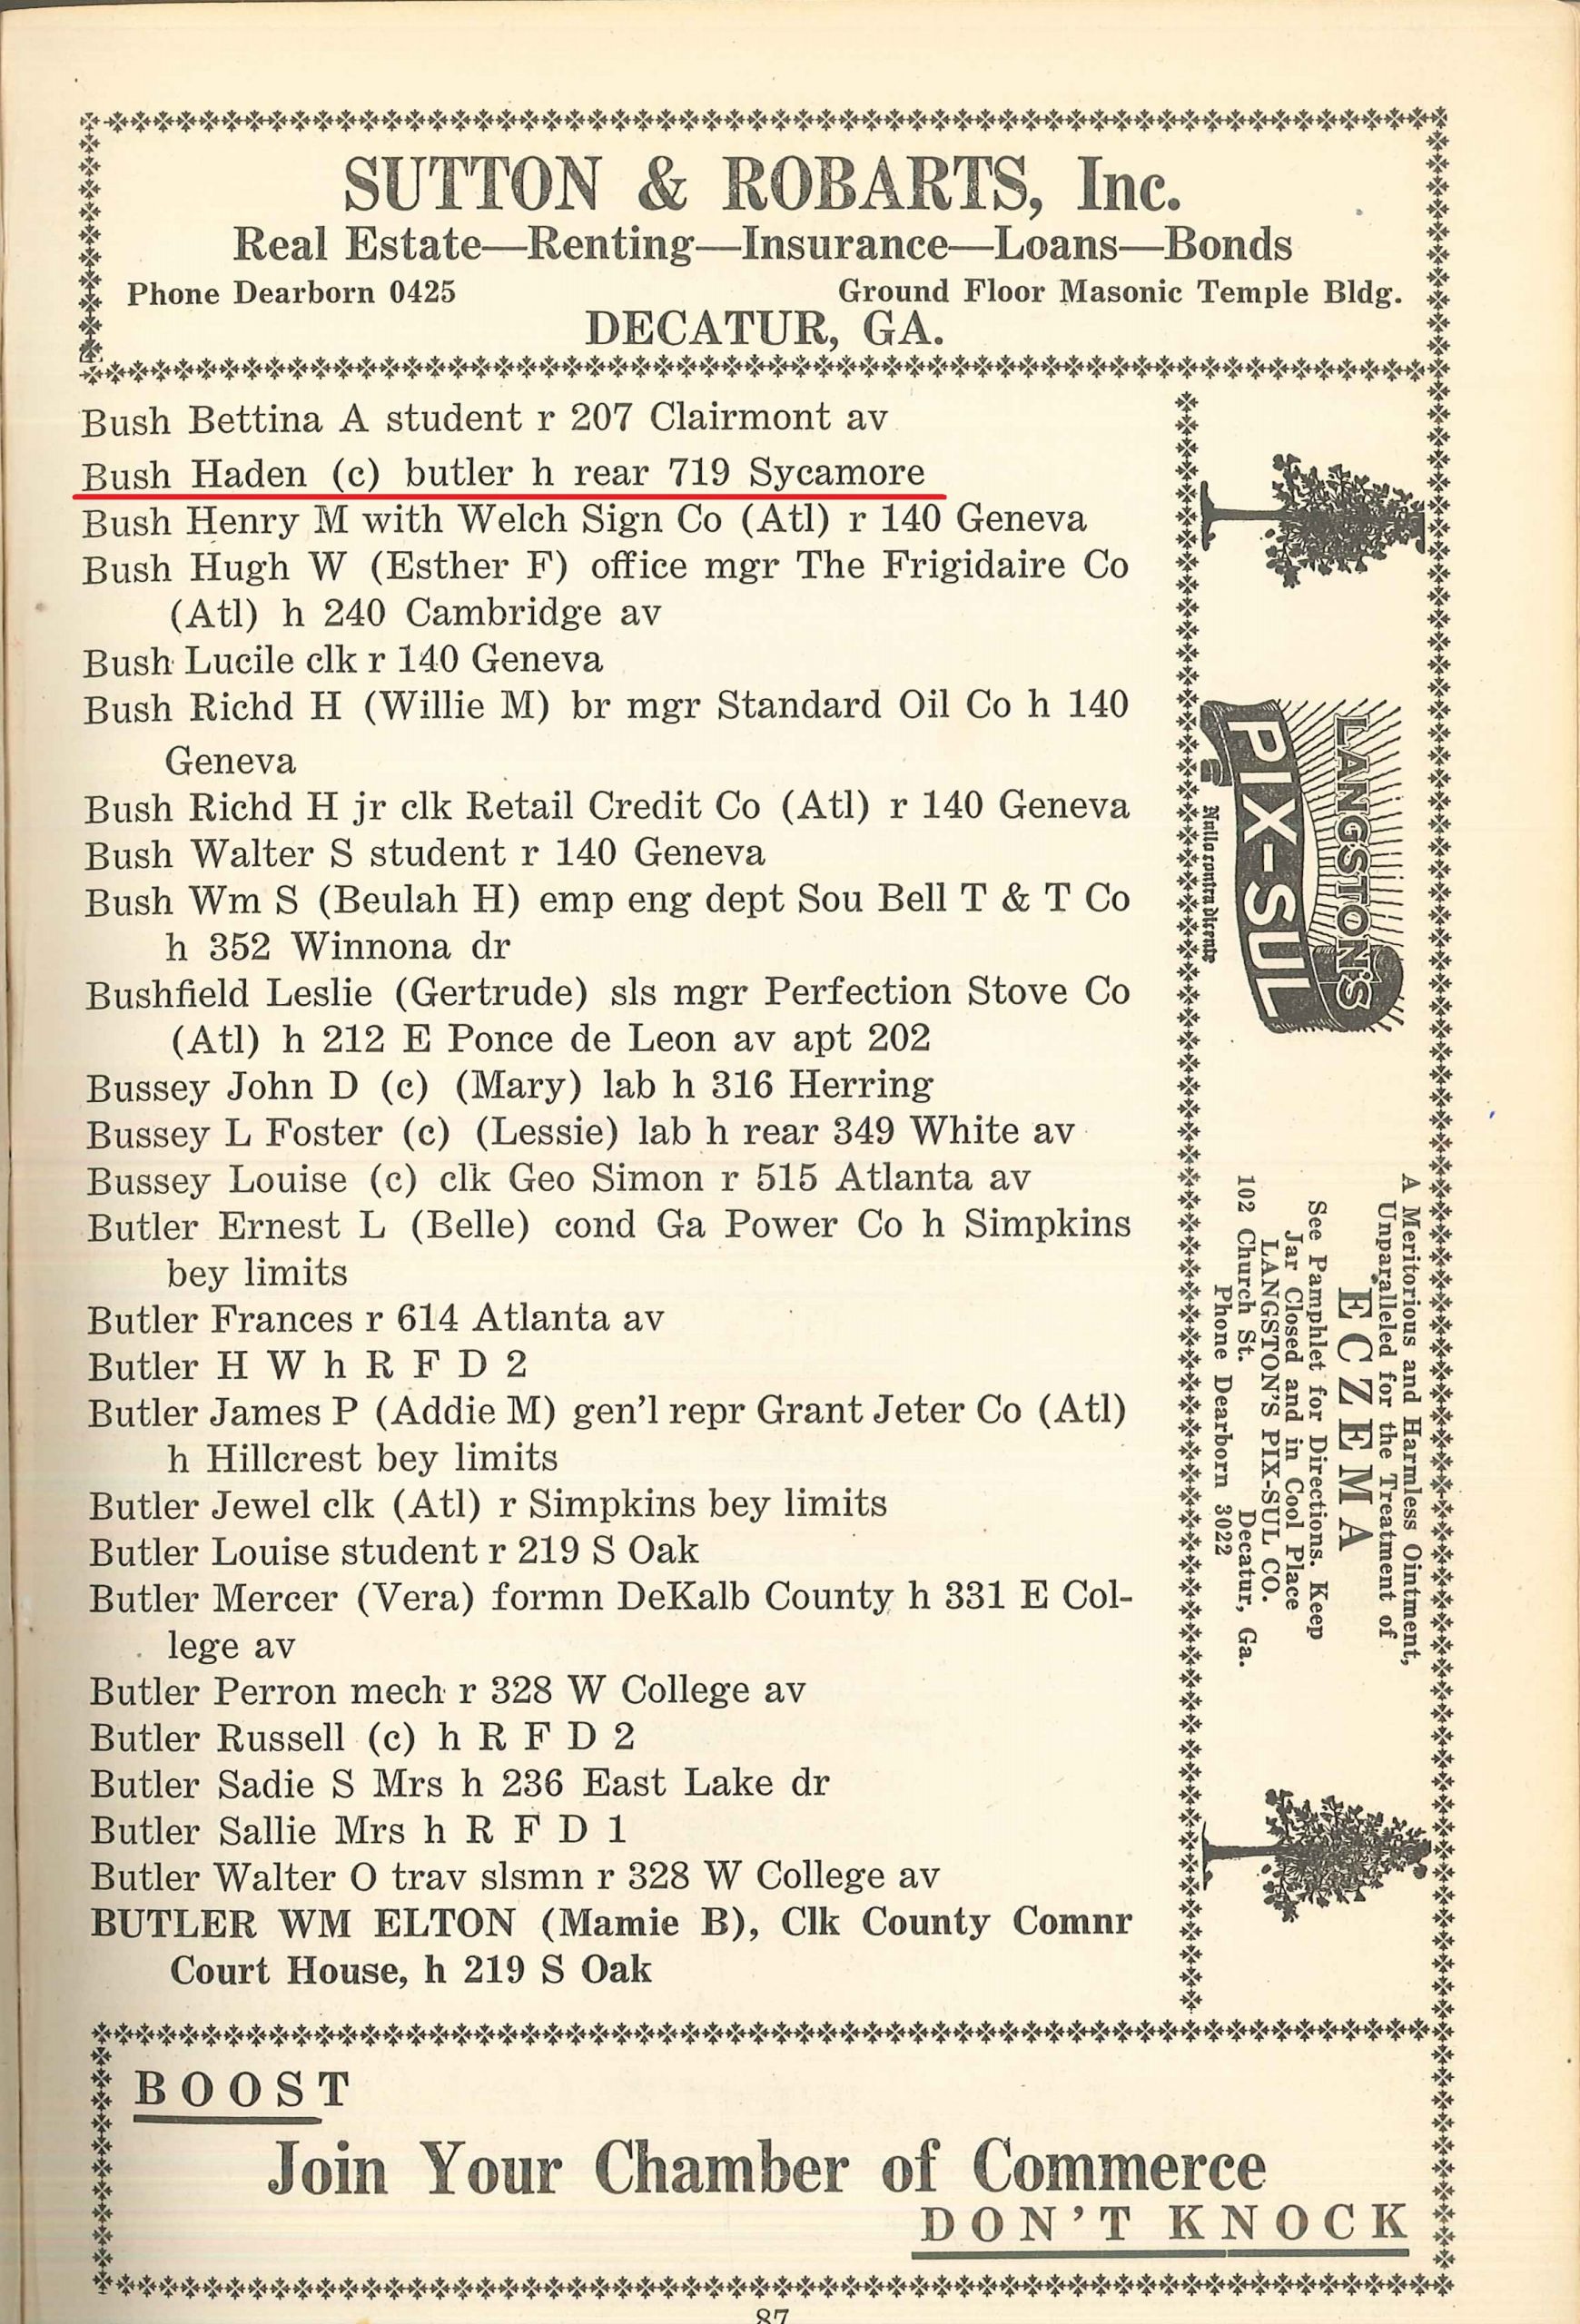 SUTTON & ROBARTS, Inc.
Real Estate—Renting—Insurance—Loans—Bonds
Phone Dearborn 0425 Ground Floor Masonic Temple Bldg.
DECATUR, GA.
Bush Bettina A student r 207 Clairmont av
Bush Haden (c) butler h rear 719 Sycamore
Bush Henry M with Welch Sign Co (Atl) r 140 Geneva
Bush Hugh W (Esther F) office mgr The Frigidaire Co
(Atl) h 240 Cambridge av
Bush Lucile clk r 140 Geneva
Bush Richd H (Willie M) br mgr Standard Oil Co h 140
Geneva
Bush Richd H jr clk Retail Credit Co (Atl) r 140 Geneva
Bush Walter S student r 140 Geneva
Bush Wm S (Beulah H) emp eng dept Sou Bell T & T Co
h 352 Winnona dr
Bushfield Leslie (Gertrude) sls mgr Perfection Stove Co
(Atl) h 212 E Ponce de Leon av apt 202
Bussey John D (c) (Mary) lab h 316 Herring
Bussey L Foster (c) (Lessie) lab h rear 349 White av
Bussey Louise (c) clk Geo Simon r 515 Atlanta av
Butler Ernest L (Belle) cond Ga Power Co h Simpkins
bey limits
Butler Frances r 614 Atlanta av
Butler H W h R F D 2
Butler James P (Addie M) gen'l repr Grant Jeter Co (Atl)
h Hillcrest bey limits
Butler Jewel clk (Atl) r Simpkins bey limits
Butler Louise student r 219 S Oak
Butler Mercer (Vera) formn DeKalb County h 331 E Col-
lege av
Butler Perron mech r 328 W College av
Butler Russell (c) h R F D 2
Butler Sadie S Mrs h 236 East Lake dr
Butler Sallie Mrs h R F D 1
Butler Walter O trav slsmn r 328 W College av
BUTLER WM ELTON (Mamie B), Clk County Comnr
Court House, h 219 S Oak
LANGSTON'S
PIX-SUL
Nulla contra
A Meritorious and Harmless Ointment,
Unparalleled for the Treatment of
ECZEMA
See Pamphlet for Directions. Keep
Jar Closed and in Cool Place
LANGSTON'S PIX-SUL CO.
102 Church St. Decatur, Ga.
Phone Dearborn 3022
BOOST
Join Your Chamber of Commerce
DON'T KNOCK
87